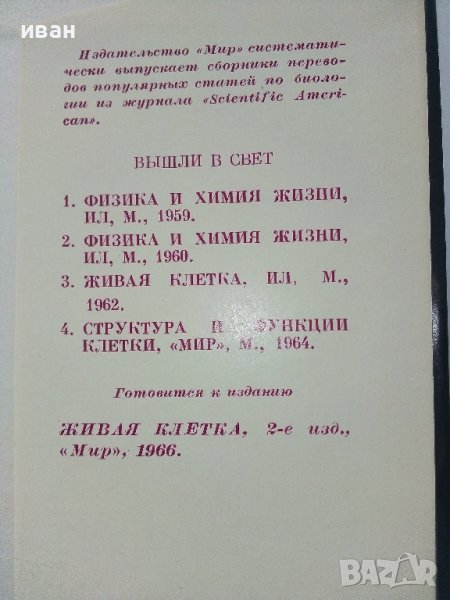 иван
Издательство «Мир» системати-
чески выпускает сборники перево-
дов популярных статей по биоло-
гии из журнала «Scientific Ameri-
can».
ВЫШЛИ В СВЕТ
1. ФИЗИКА И ХИМИЯ ЖИЗНИ,
ИЛ, М., 1959.
2. ФИЗИКА И ХИМИЯ ЖИЗНИ,
ИЛ, М., 1960.
3. ЖИВАЯ КЛЕТКА, ИЛ, М.,
1962.
4. СТРУКТУРА И ФУНКЦИИ
КЛЕТКИ, «МИР», М., 1964.
Готовится к изданию
ЖИВАЯ КЛЕТКА, 2-е изд.,
«Мир», 1966.
BAZAR